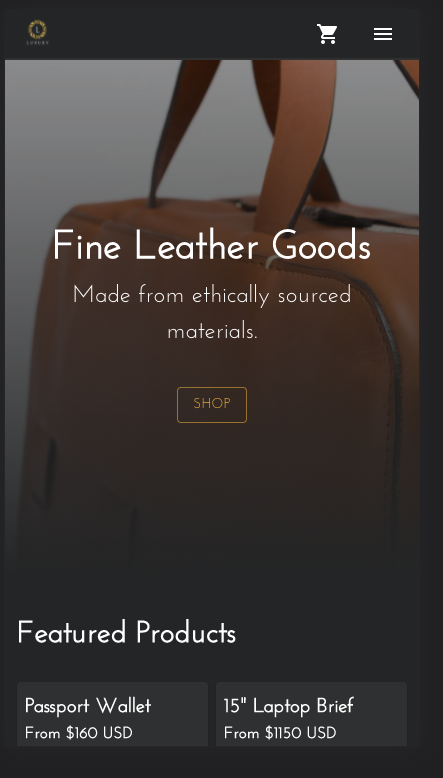 L
LUXURY
Fine Leather Goods
Made from ethically sourced
materials.
SHOP
Featured Products
Passport Wallet
15" Laptop Brief
From $160 USD
From $1150 USD